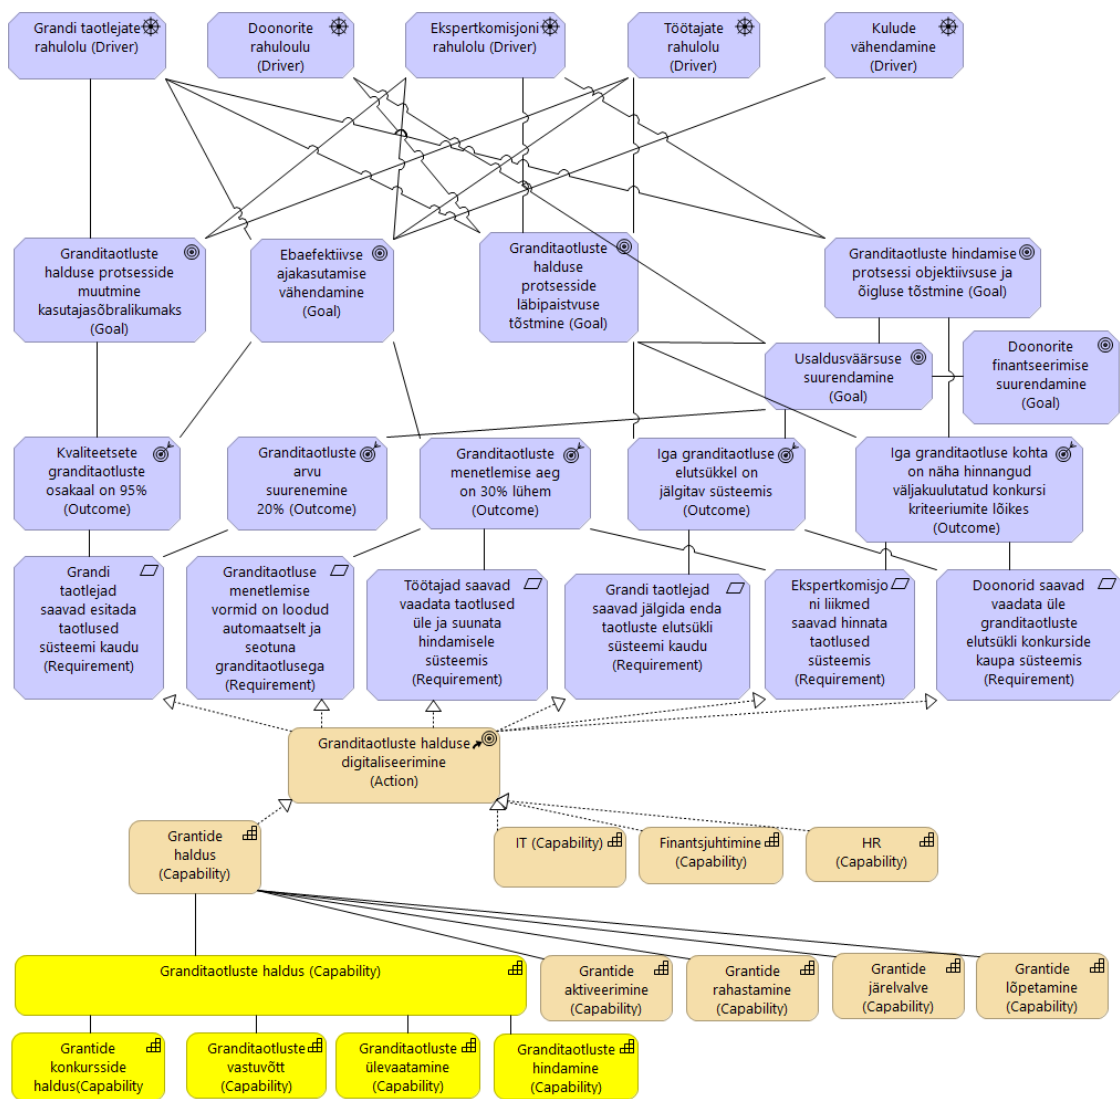 Grandi taotlejate
rahulolu (Driver)
Doonorite
rahuloulu
(Driver)
Ekspertkomisjoni
rahulolu (Driver)
Töötajate
rahulolu
(Driver)
Kulude
vähendamine
(Driver)
Granditaotluste
halduse protsesside
muutmine
kasutajasõbralikumaks
(Goal)
Ebaefektiivse
ajakasutamise
vähendamine
(Goal)
Granditaotluste
halduse
protsesside
läbipaistvuse
tõstmine (Goal)
Granditaotluste hindamise
protsessi objektiivsuse ja
õigluse tõstmine (Goal)
Usaldusväärsuse
suurendamine
(Goal)
Doonorite
finantseerimise
suurendamine
(Goal)
Kvaliteetsete
granditaotluste
osakaal on 95%
(Outcome)
Granditaotluste
arvu
suurenemine
20% (Outcome)
Granditaotluste
menetlemise aeg
on 30% lühem
(Outcome)
Iga granditaotluse
elutsükkel on
jälgitav süsteemis
(Outcome)
Iga granditaotluse kohta
on näha hinnangud
väljakuulutatud konkursi
kriteeriumite lõikes
(Outcome)
Grandi
taotlejad
saavad esitada
taotlused
süsteemi kaudu
(Requirement)
Granditaotluse
menetlemise
vormid on loodud
automaatselt ja
seotuna
granditaotlusega
(Requirement)
Töötajad saavad
vaadata taotlused
üle ja suunata
hindamisele
süsteemis
(Requirement)
Grandi taotlejad
saavad jälgida enda
taotluste elutsükli
süsteemi kaudu
(Requirement)
Ekspertkomisjo
ni liikmed
saavad hinnata
taotlused
süsteemis
(Requirement)
Doonorid saavad
vaadata üle
granditaotluste
elutsükli konkurside
kaupa süsteemis
(Requirement)
Granditaotluste halduse
digitaliseerimine
(Action)
Grantide
haldus
(Capability)
IT (Capability)
Finantsjuhtimine
(Capability)
HR
(Capability)
Granditaotluste haldus (Capability)
Grantide
aktiveerimine
(Capability)
Grantide
rahastamine
(Capability)
Grantide
järelvalve
(Capability)
Grantide
lõpetamine
(Capability)
Grantide
konkursside
haldus(Capability
Granditaotluste
vastuvõtt
(Capability)
Granditaotluste
ülevaatamine
(Capability)
Granditaotluste
hindamine
(Capability)